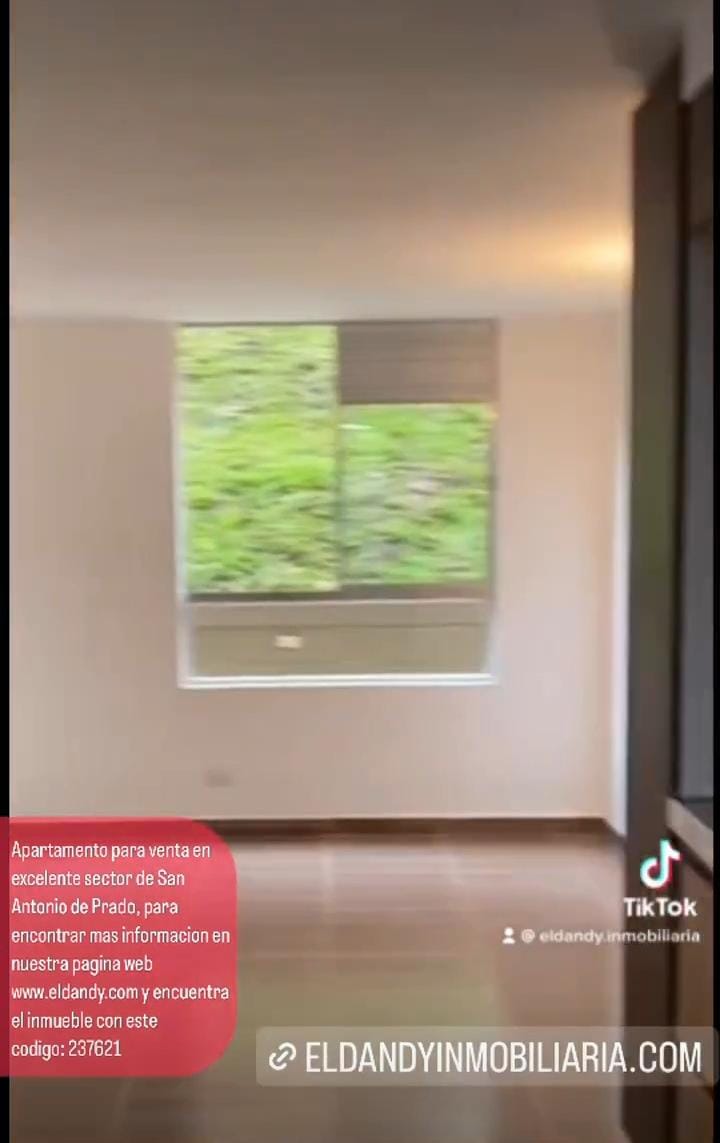 Apartamento para venta en
excelente sector de San
Antonio de Prado, para
encontrar mas informacion en
nuestra pagina web
www.eldandy.com y encuentra
el inmueble con este
codigo: 237621
TikTok
@ eldandy.inmobiliaria
ELDANDYINMOBILIARIA.COM